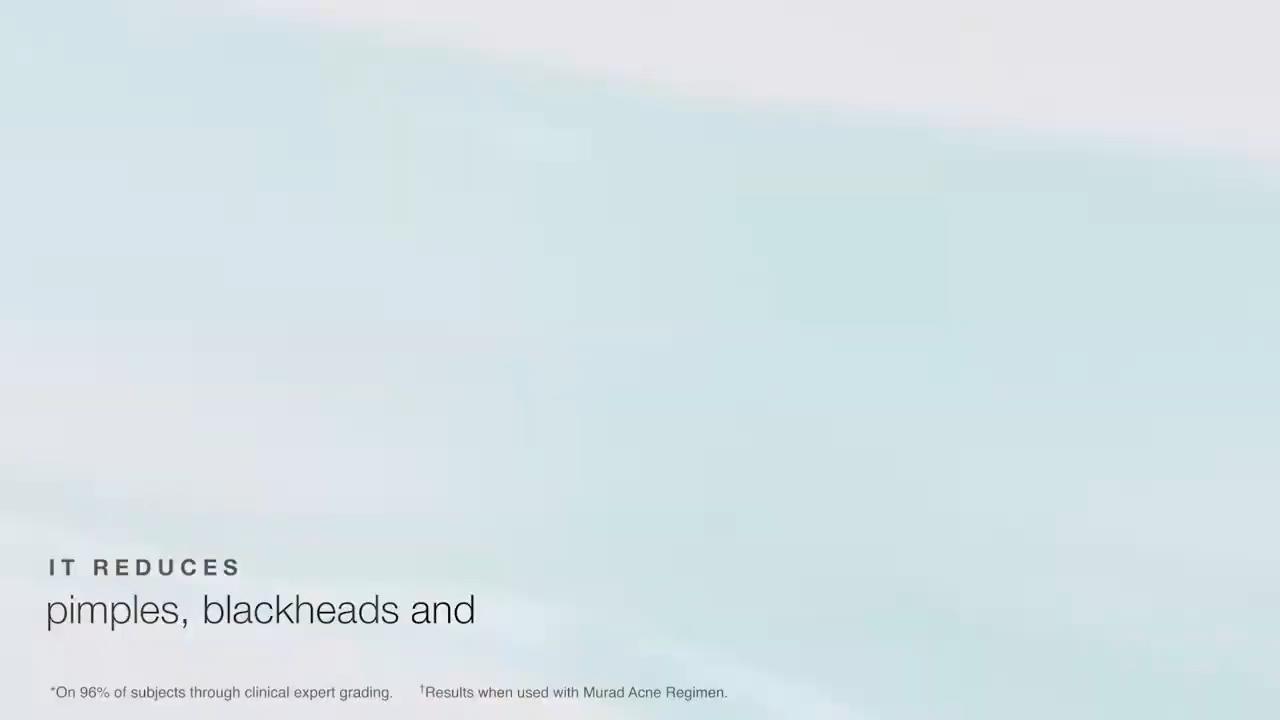 IT REDUCES
pimples, blackheads and
*On 96% of subjects through clinical expert grading. †Results when used with Murad Acne Regimen.